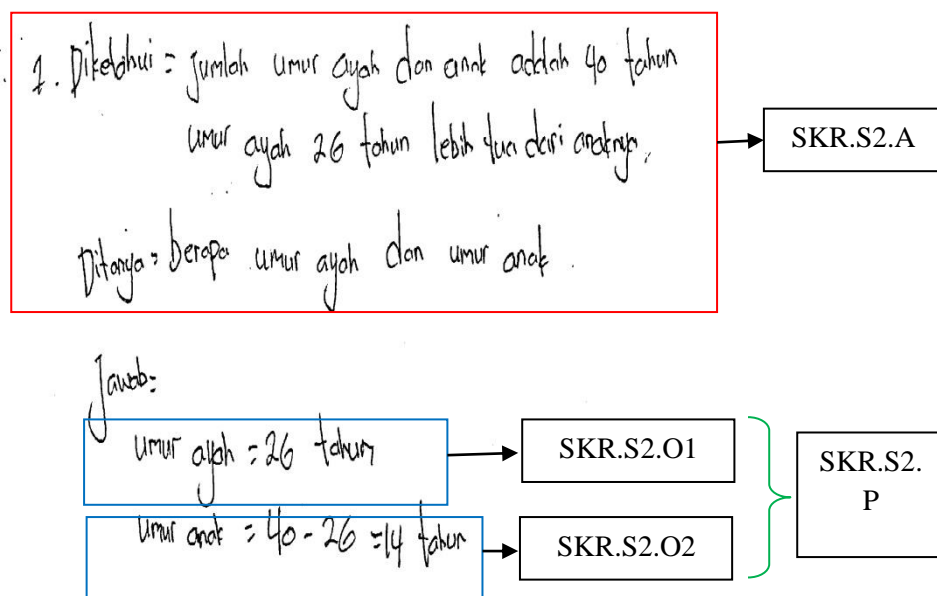 1. Diketahui = Jumlah umur ayah dan anak adalah 40 tahun
umur ayah 26 tahun lebih tua dari anaknya.
SKR.S2.A
Ditanya = berapa umur ayah dan umur anak.
Jawab =
umur ayah = 26 tahun
SKR.S2.O1
umur anak = 40 - 26 = 14 tahun
SKR.S2.O2
SKR.S2.
P